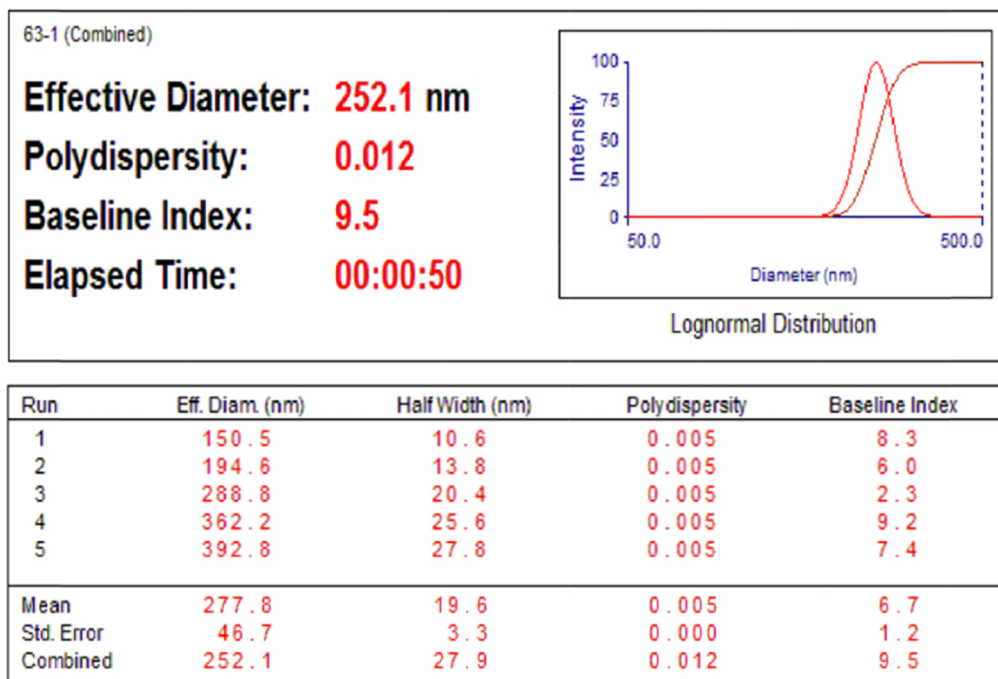 63-1 (Combined)
Effective Diameter: 252.1 nm
Polydispersity: 0.012
Baseline Index: 9.5
Elapsed Time: 00:00:50
100
75
50
25
0
Intensity
50.0 500.0
Diameter (nm)
Lognormal Distribution
Run Eff. Diam. (nm) Half Width (nm) Polydispersity Baseline Index
1 150.5 10.6 0.005 8.3
2 194.6 13.8 0.005 6.0
3 288.8 20.4 0.005 2.3
4 362.2 25.6 0.005 9.2
5 392.8 27.8 0.005 7.4
Mean 277.8 19.6 0.005 6.7
Std. Error 46.7 3.3 0.000 1.2
Combined 252.1 27.9 0.012 9.5